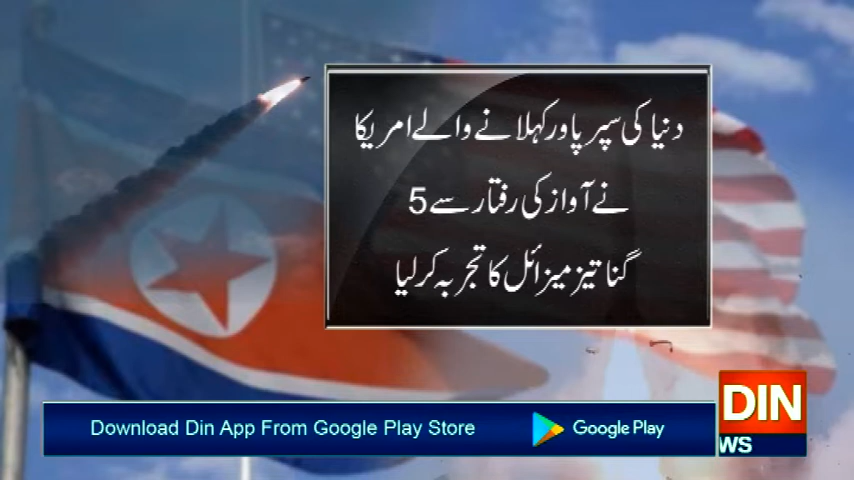 دنیا کی سپر پاور کہلانے والے امریکا
نے آواز کی رفتار سے 5
گنا تیز میزائل کا تجربہ کرلیا
Download Din App From Google Play Store
Google Play
DIN
WS